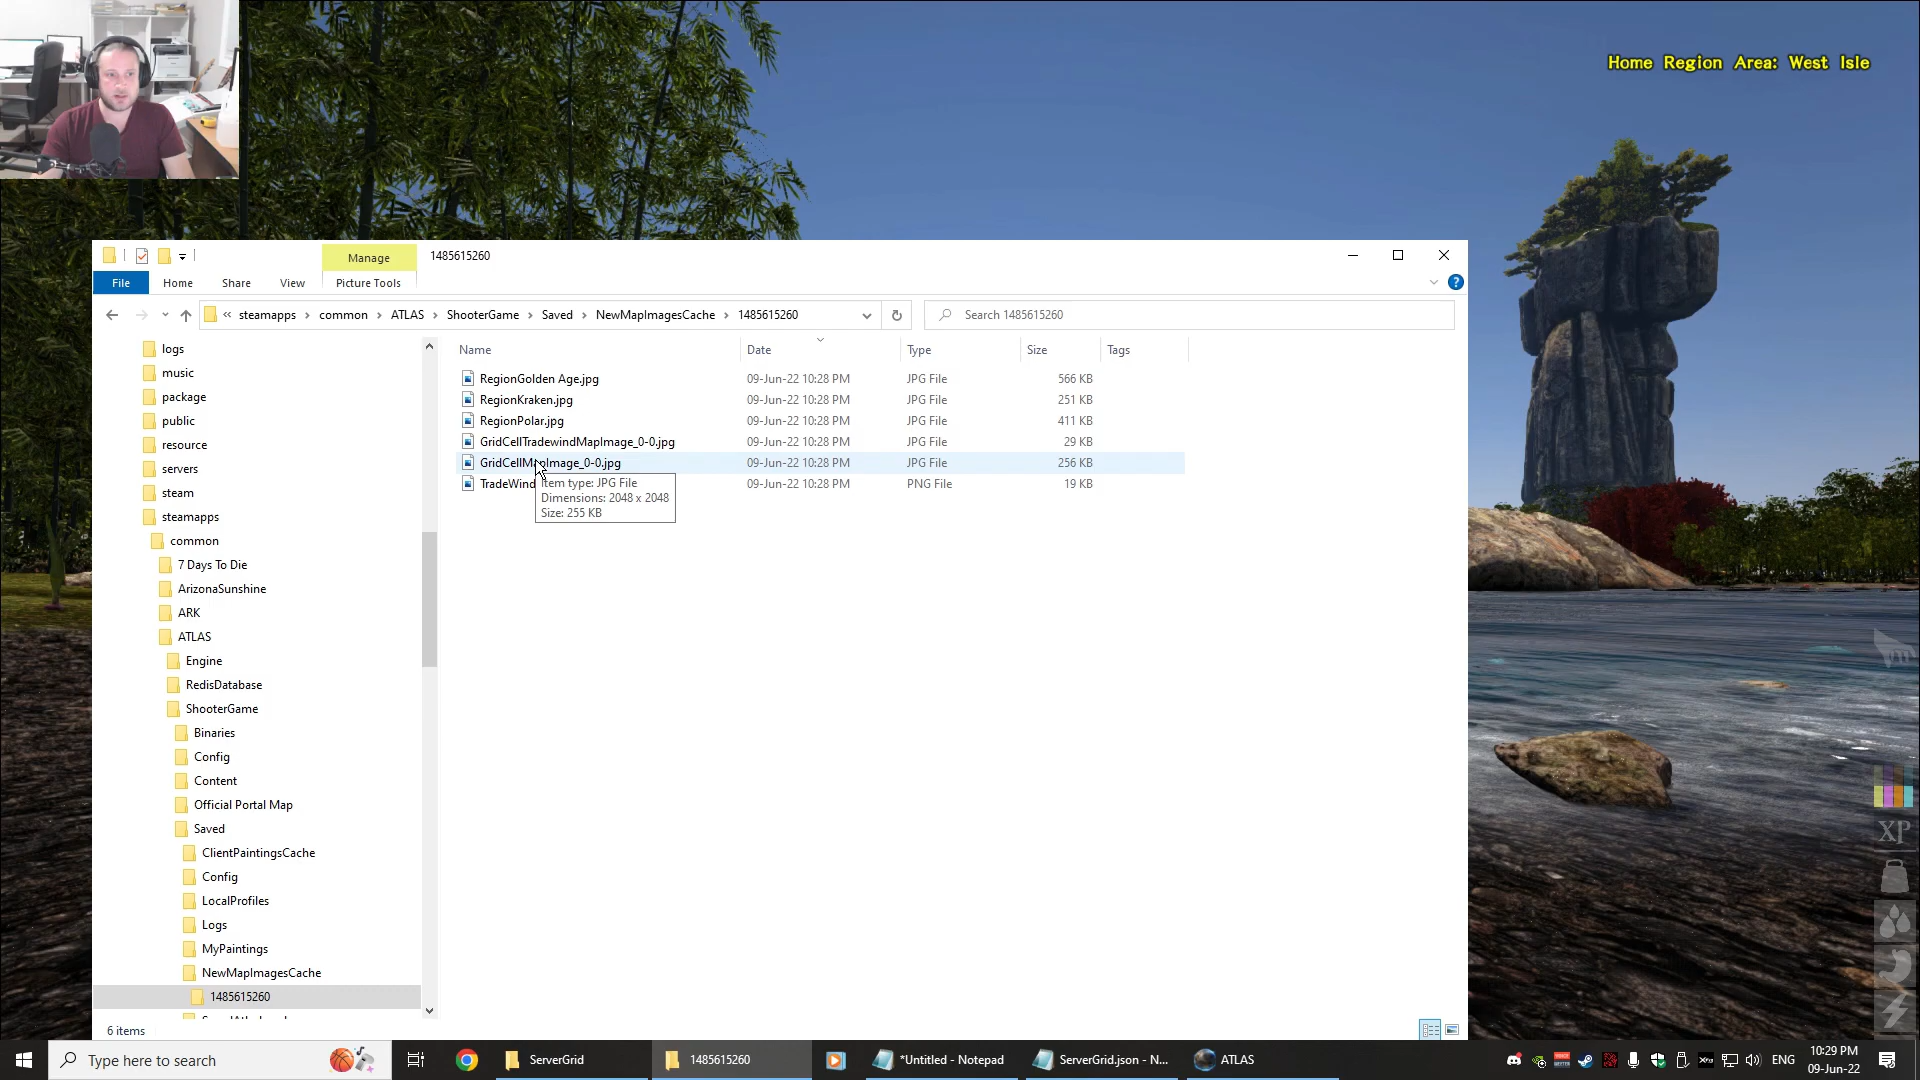 Home Region Area: West Isle
Manage
1485615260
File
Home
Share
View
Picture Tools
« steamapps > common > ATLAS > ShooterGame > Saved > NewMapImagesCache > 1485615260
Search 1485615260
Name
Date
Type
Size
Tags
RegionGolden Age.jpg 09-Jun-22 10:28 PM JPG File 566 KB
RegionKraken.jpg 09-Jun-22 10:28 PM JPG File 251 KB
RegionPolar.jpg 09-Jun-22 10:28 PM JPG File 411 KB
GridCellTradewindMapImage_0-0.jpg 09-Jun-22 10:28 PM JPG File 29 KB
GridCellMapImage_0-0.jpg 09-Jun-22 10:28 PM JPG File 256 KB
TradeWind 09-Jun-22 10:28 PM PNG File 19 KB
Item type: JPG File
Dimensions: 2048 x 2048
Size: 255 KB
logs
music
package
public
resource
servers
steam
steamapps
common
7 Days To Die
ArizonaSunshine
ARK
ATLAS
Engine
RedisDatabase
ShooterGame
Binaries
Config
Content
Official Portal Map
Saved
ClientPaintingsCache
Config
LocalProfiles
Logs
MyPaintings
NewMapImagesCache
1485615260
6 items
XP
Type here to search
ServerGrid
1485615260
*Untitled - Notepad
ServerGrid.json - N...
ATLAS
ENG
10:29 PM
09-Jun-22